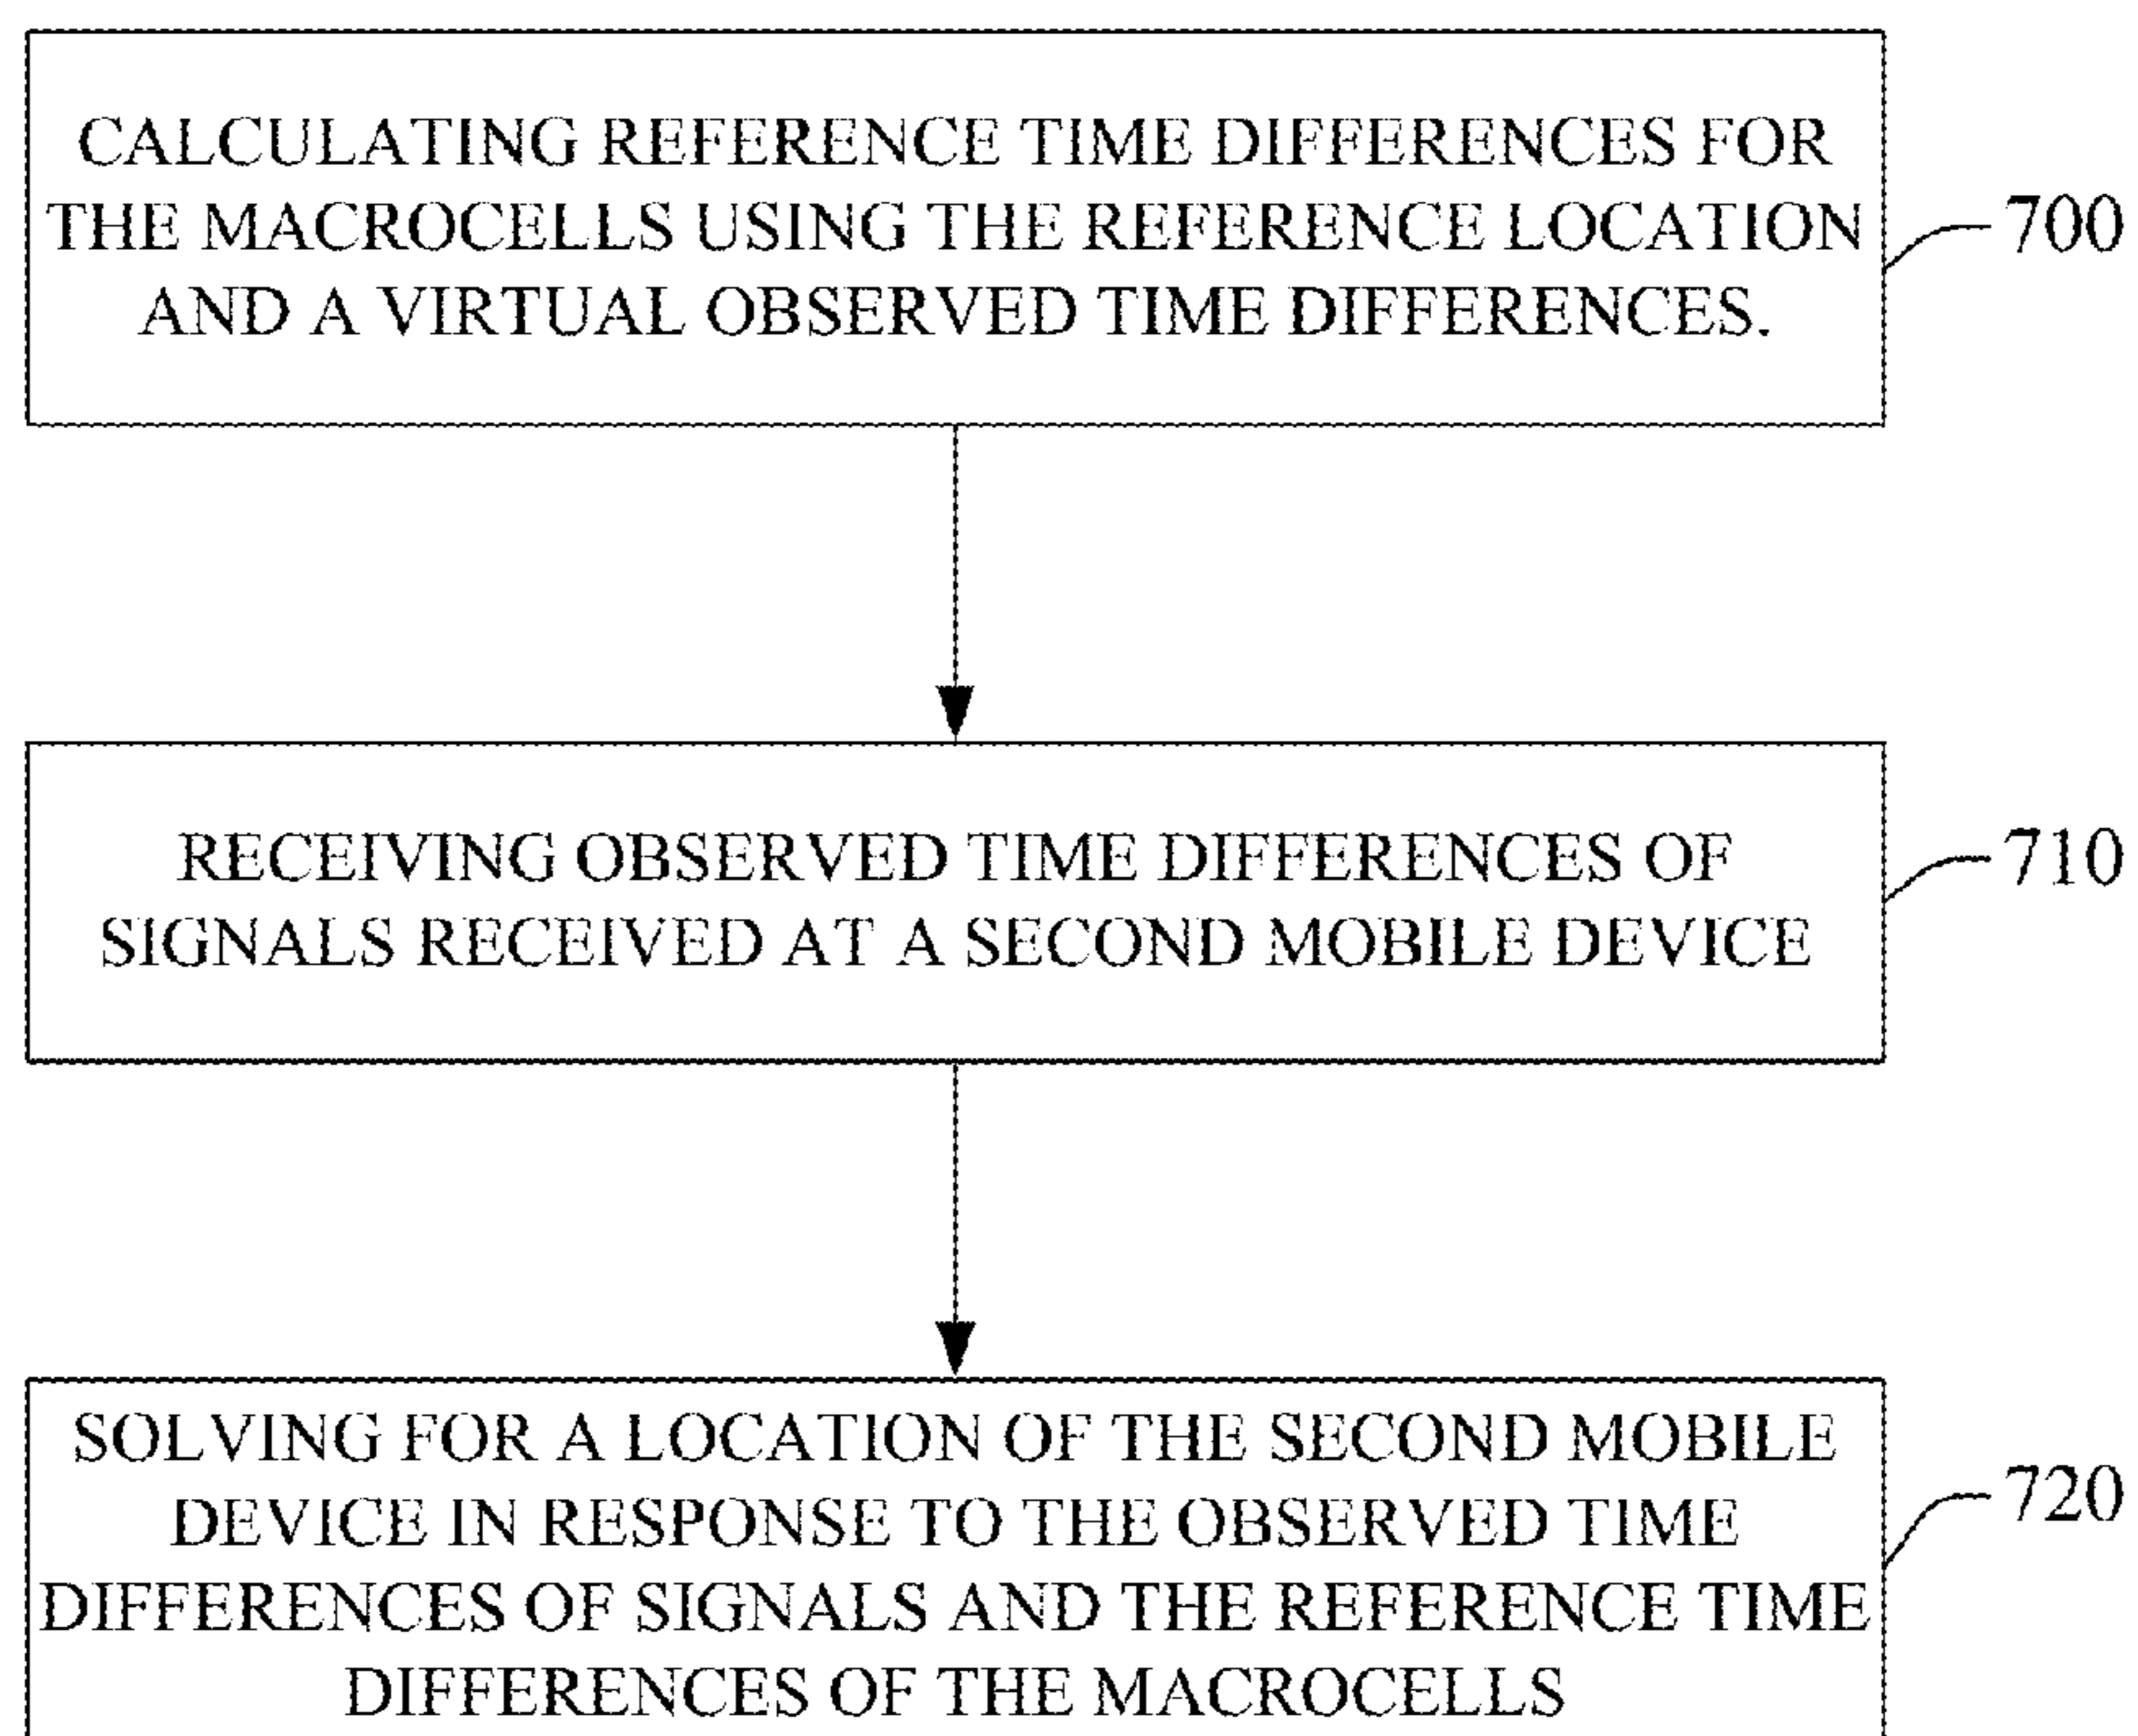 CALCULATING REFERENCE TIME DIFFERENCES FOR
THE MACROCELLS USING THE REFERENCE LOCATION
AND A VIRTUAL OBSERVED TIME DIFFERENCES.
700
RECEIVING OBSERVED TIME DIFFERENCES OF
SIGNALS RECEIVED AT A SECOND MOBILE DEVICE
710
SOLVING FOR A LOCATION OF THE SECOND MOBILE
DEVICE IN RESPONSE TO THE OBSERVED TIME
DIFFERENCES OF SIGNALS AND THE REFERENCE TIME
DIFFERENCES OF THE MACROCELLS
720